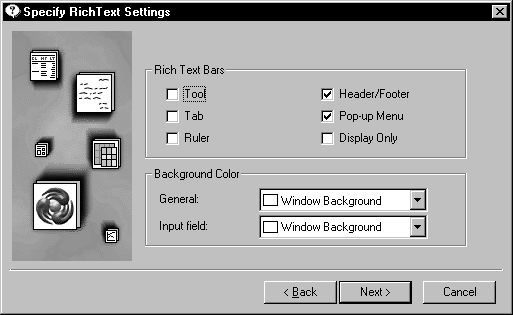 Specify RichText Settings
Rich Text Bars
Tool
Header/Footer
Tab
Pop-up Menu
Ruler
Display Only
Background Color
General:
Window Background
Input field:
Window Background
< Back
Next >
Cancel